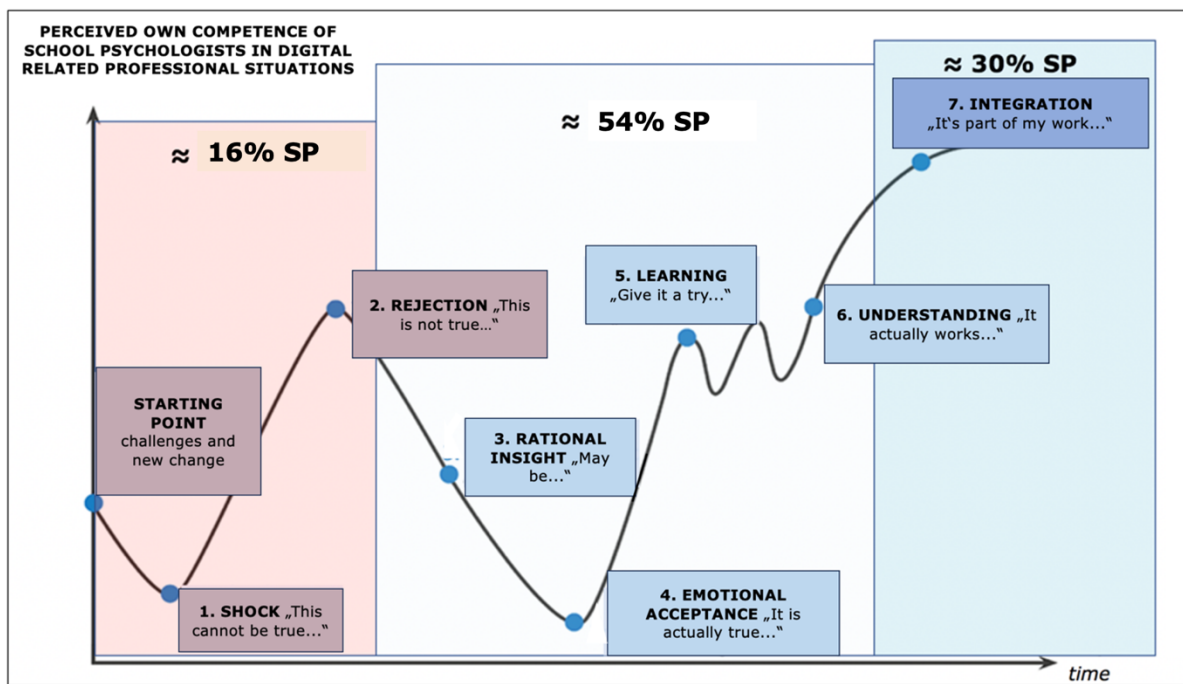 PERCEIVED OWN COMPETENCE OF
SCHOOL PSYCHOLOGISTS IN DIGITAL
RELATED PROFESSIONAL SITUATIONS
≈ 16% SP
≈ 54% SP
≈ 30% SP
7. INTEGRATION
„It's part of my work...“
2. REJECTION „This
is not true...“
5. LEARNING
„Give it a try...“
6. UNDERSTANDING „It
actually works...“
STARTING
POINT
challenges and
new change
3. RATIONAL
INSIGHT „May
be...“
1. SHOCK „This
cannot be true...“
4. EMOTIONAL
ACCEPTANCE „It is
actually true...“
time